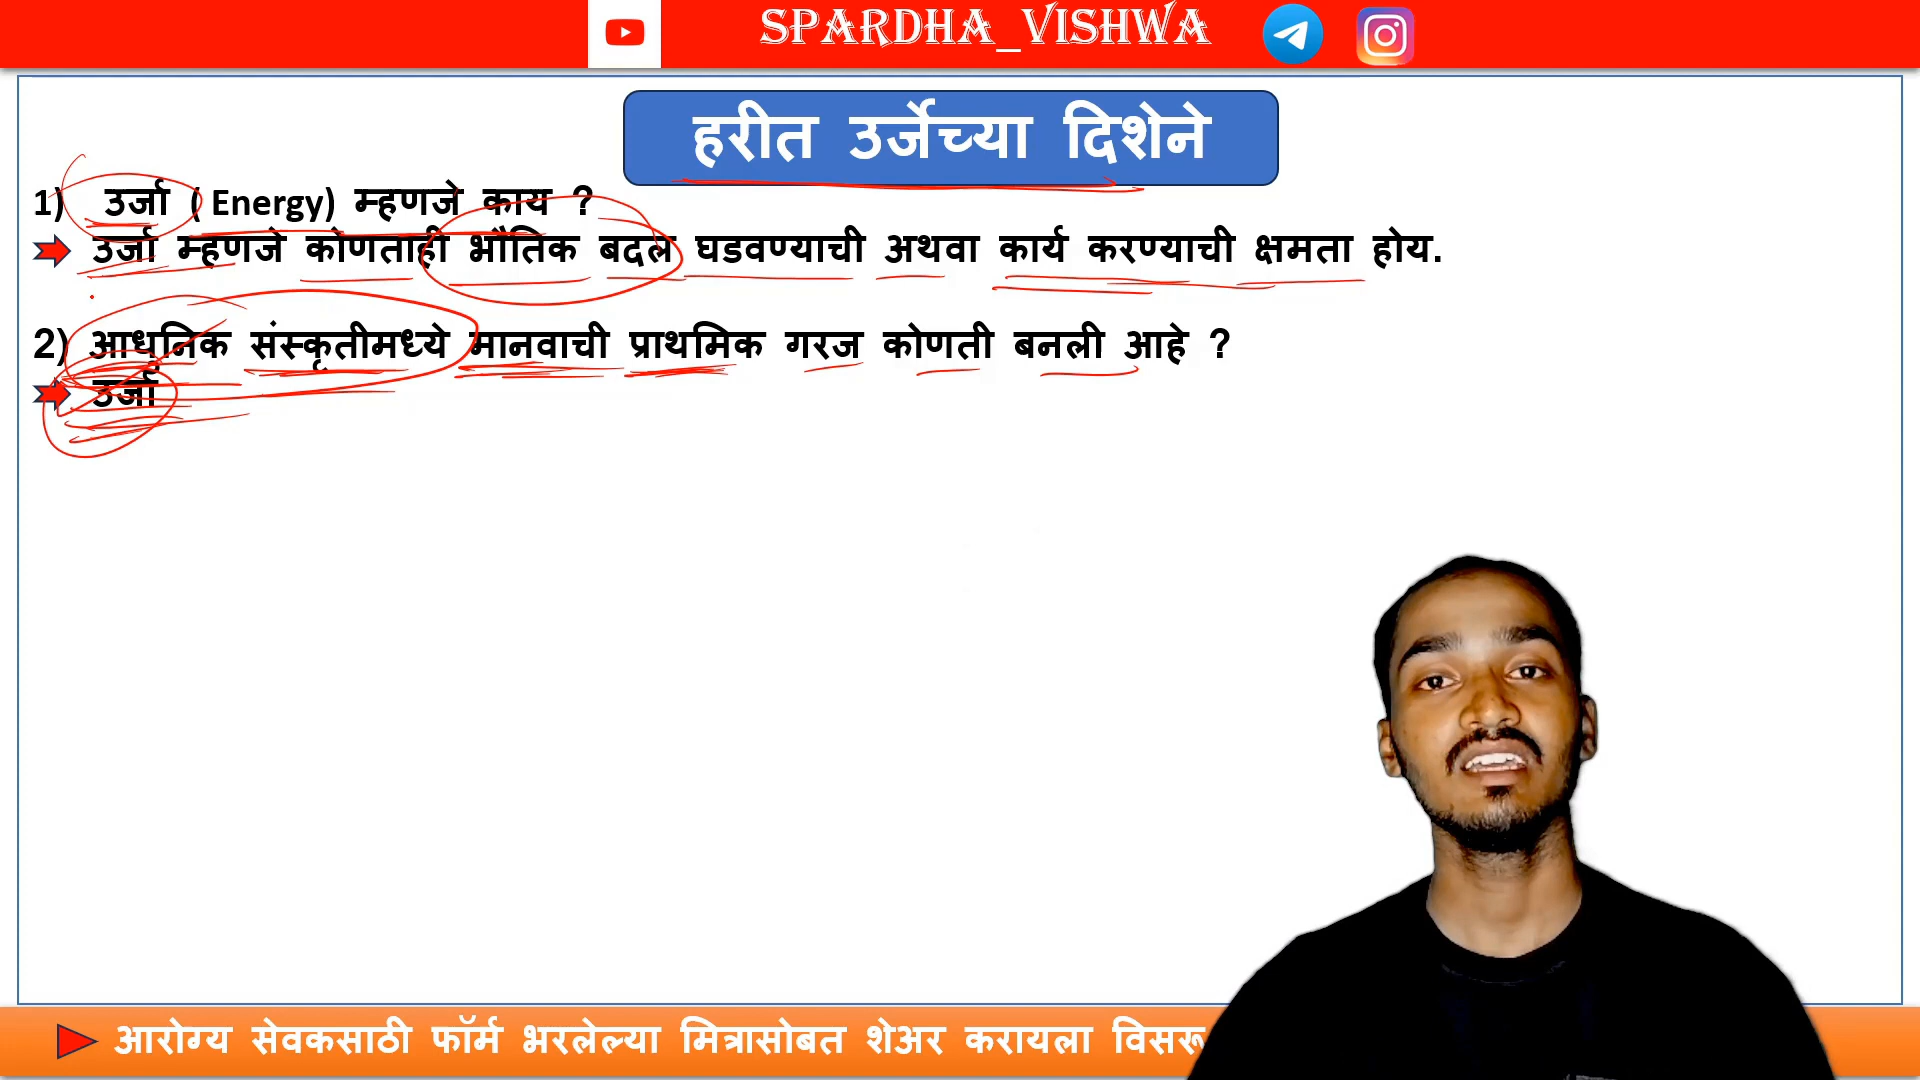 SPARDHA_VISHWA
हरीत उर्जेच्या दिशेने
1) उर्जा ( Energy) म्हणजे काय ?
उर्जा म्हणजे कोणताही भौतिक बदल घडवण्याची अथवा कार्य करण्याची क्षमता होय.
2) आधुनिक संस्कृतीमध्ये मानवाची प्राथमिक गरज कोणती बनली आहे ?
उर्जा
आरोग्य सेवकसाठी फॉर्म भरलेल्या मित्रासोबत शेअर करायला विसरू